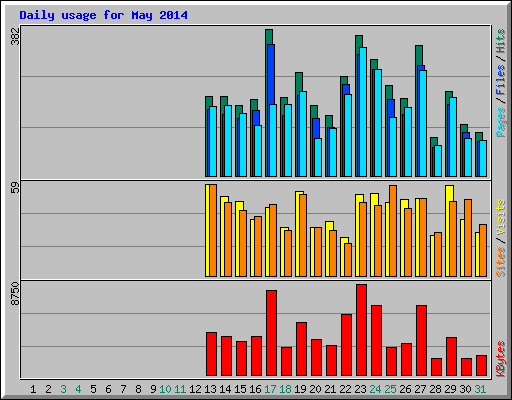 Daily usage for May 2014
382
59
8750
Pages / Files / Hits
Sites / Visits
KBytes
1 2 3 4 5 6 7 8 9 10 11 12 13 14 15 16 17 18 19 20 21 22 23 24 25 26 27 28 29 30 31